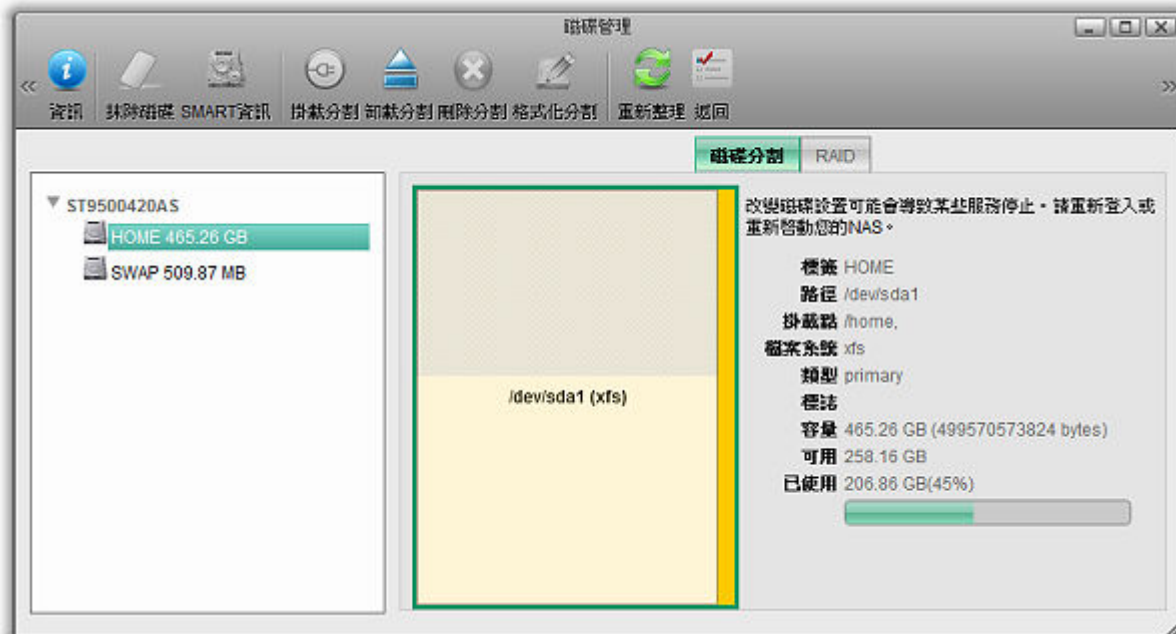 磁碟管理
資訊 抹除磁碟 SMART資訊 掛載分割 卸載分割 刪除分割 格式化分割 重新整理 返回
磁碟分割 RAID
ST9500420AS
HOME 465.26 GB
SWAP 509.87 MB
/dev/sda1 (xfs)
改變磁碟設置可能會導致某些服務停止。請重新登入或
重新啓動您的NAS。
標籤 HOME
路徑 /dev/sda1
掛載點 /home,
檔案系統 xfs
類型 primary
標誌
容量 465.26 GB (499570573824 bytes)
可用 258.16 GB
已使用 206.86 GB(45%)